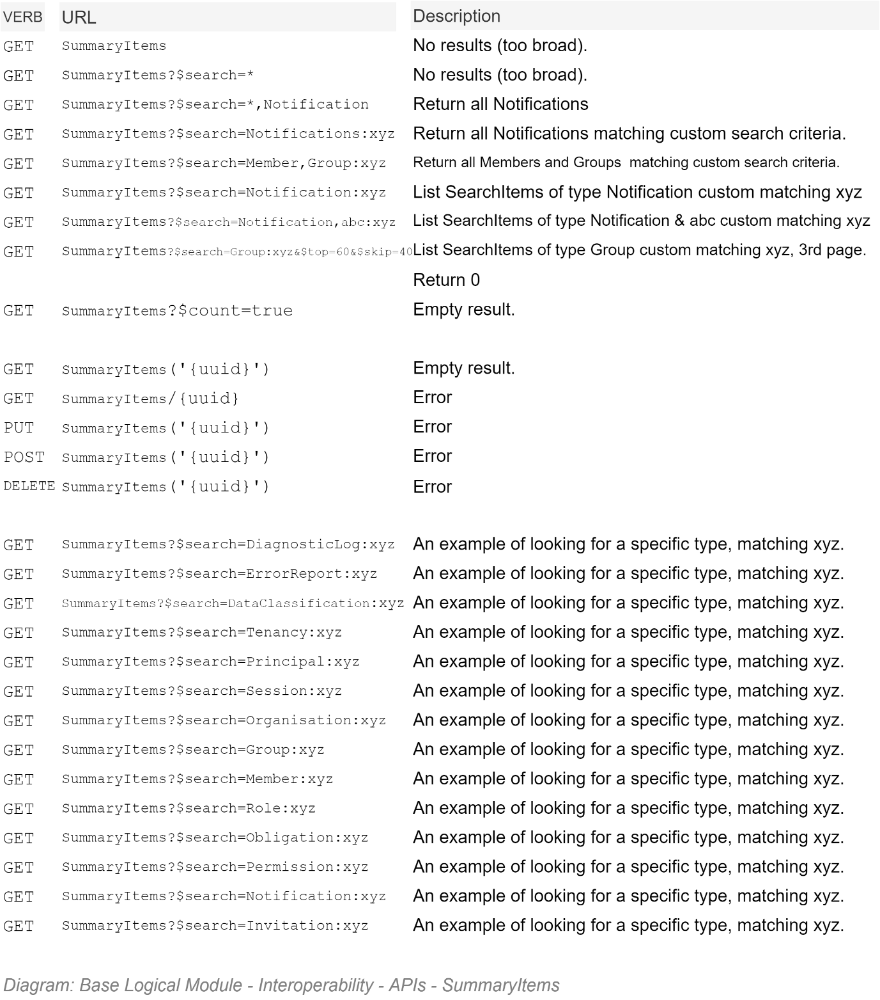 VERB URL Description
GET SummaryItems No results (too broad).
GET SummaryItems?$search=* No results (too broad).
GET SummaryItems?$search=*,Notification Return all Notifications
GET SummaryItems?$search=Notifications:xyz Return all Notifications matching custom search criteria.
GET SummaryItems?$search=Member,Group:xyz Return all Members and Groups  matching custom search criteria.
GET SummaryItems?$search=Notification:xyz List SearchItems of type Notification custom matching xyz
GET SummaryItems?$search=Notification,abc:xyz List SearchItems of type Notification & abc custom matching xyz
GET SummaryItems?$search=Group:xyz&$top=60&$skip=40 List SearchItems of type Group custom matching xyz, 3rd page.
Return 0
GET SummaryItems?$count=true Empty result.
GET SummaryItems('{uuid}') Empty result.
GET SummaryItems/{uuid} Error
PUT SummaryItems('{uuid}') Error
POST SummaryItems('{uuid}') Error
DELETE SummaryItems('{uuid}') Error
GET SummaryItems?$search=DiagnosticLog:xyz An example of looking for a specific type, matching xyz.
GET SummaryItems?$search=ErrorReport:xyz An example of looking for a specific type, matching xyz.
GET SummaryItems?$search=DataClassification:xyz An example of looking for a specific type, matching xyz.
GET SummaryItems?$search=Tenancy:xyz An example of looking for a specific type, matching xyz.
GET SummaryItems?$search=Principal:xyz An example of looking for a specific type, matching xyz.
GET SummaryItems?$search=Session:xyz An example of looking for a specific type, matching xyz.
GET SummaryItems?$search=Organisation:xyz An example of looking for a specific type, matching xyz.
GET SummaryItems?$search=Group:xyz An example of looking for a specific type, matching xyz.
GET SummaryItems?$search=Member:xyz An example of looking for a specific type, matching xyz.
GET SummaryItems?$search=Role:xyz An example of looking for a specific type, matching xyz.
GET SummaryItems?$search=Obligation:xyz An example of looking for a specific type, matching xyz.
GET SummaryItems?$search=Permission:xyz An example of looking for a specific type, matching xyz.
GET SummaryItems?$search=Notification:xyz An example of looking for a specific type, matching xyz.
GET SummaryItems?$search=Invitation:xyz An example of looking for a specific type, matching xyz.
Diagram: Base Logical Module - Interoperability - APIs - SummaryItems